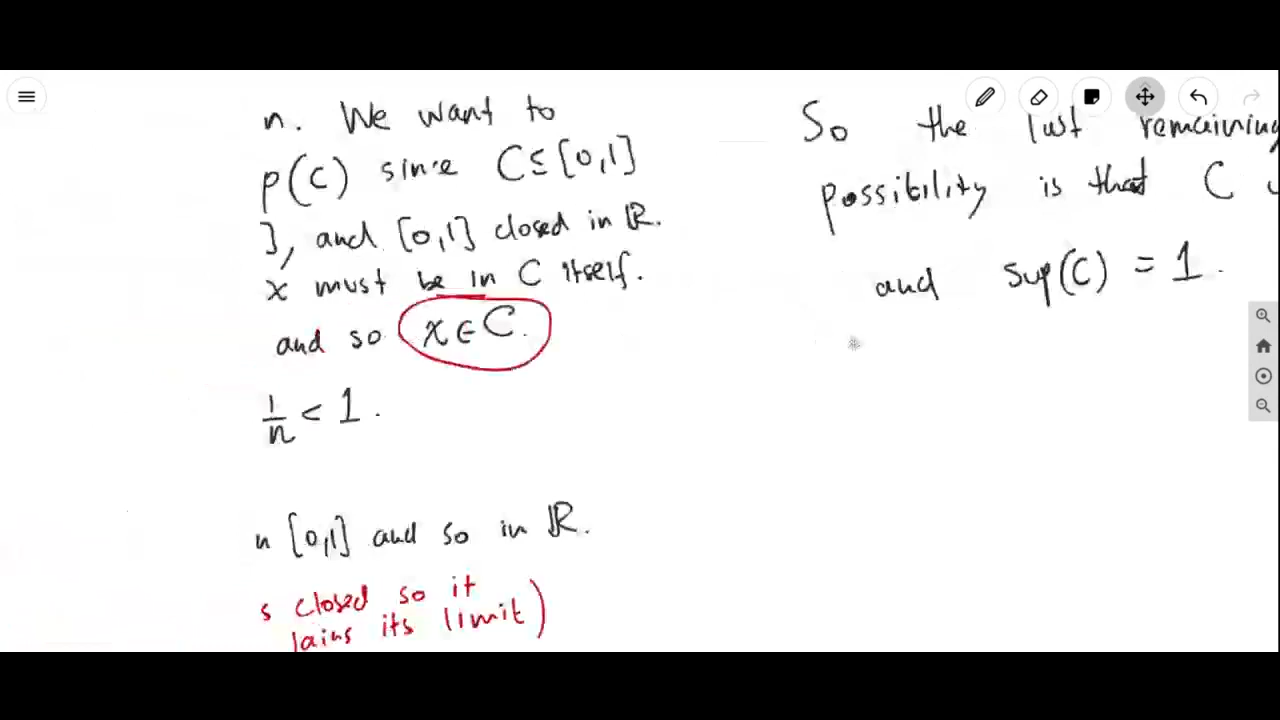 n. We want to
p(C) since C ⊆ [0,1]
], and [0,1] closed in ℝ.
x must be in C itself.
and so x ∈ C.
1/n < 1.
n [0,1] and so in ℝ.
s closed so it
tains its limit)
So the last remaining
possibility is that C
and sup(C) = 1.